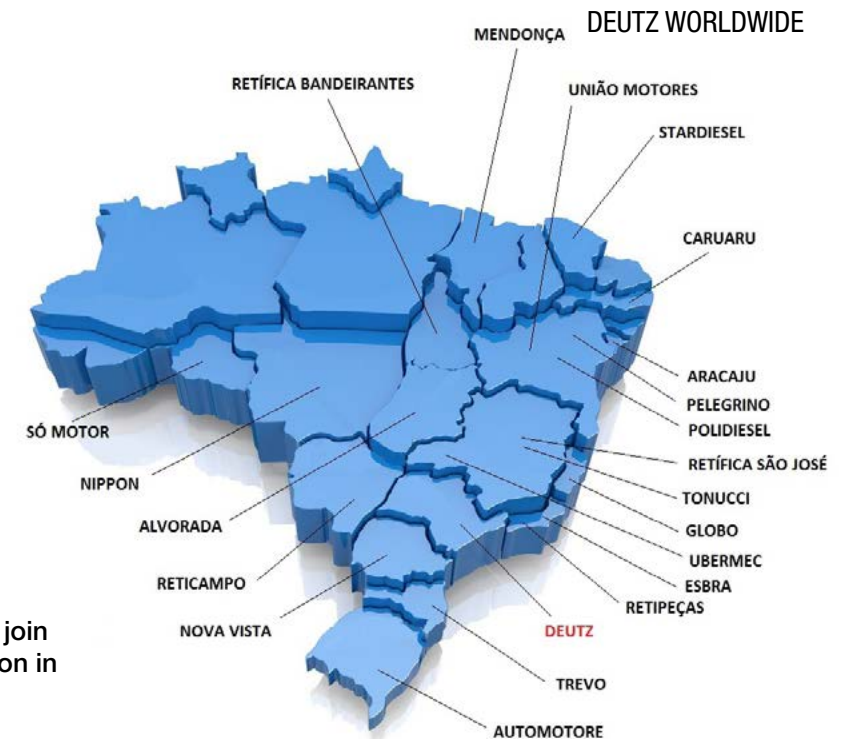 DEUTZ WORLDWIDE
MENDONÇA
RETÍFICA BANDEIRANTES
UNIÃO MOTORES
STARDIESEL
CARUARU
ARACAJU
PELEGRINO
POLIDIESEL
SÓ MOTOR
RETÍFICA SÃO JOSÉ
NIPPON
TONUCCI
ALVORADA
GLOBO
UBERMEC
RETICAMPO
ESBRA
RETIPEÇAS
NOVA VISTA
DEUTZ
join
on in
TREVO
AUTOMOTORE